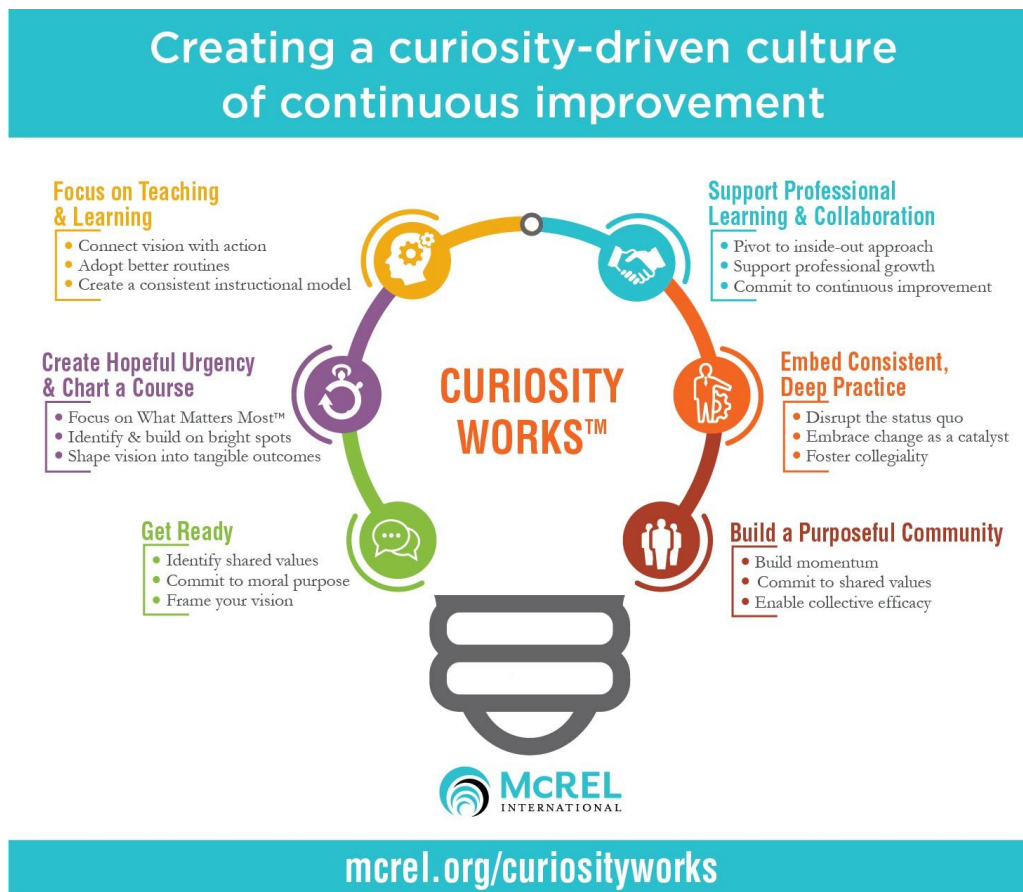 Creating a curiosity-driven culture
of continuous improvement
Focus on Teaching
& Learning
• Connect vision with action
• Adopt better routines
• Create a consistent instructional model
Create Hopeful Urgency
& Chart a Course
• Focus on What Matters Most™
• Identify & build on bright spots
• Shape vision into tangible outcomes
Get Ready
• Identify shared values
• Commit to moral purpose
• Frame your vision
CURIOSITY
WORKS™
Support Professional
Learning & Collaboration
• Pivot to inside-out approach
• Support professional growth
• Commit to continuous improvement
Embed Consistent,
Deep Practice
• Disrupt the status quo
• Embrace change as a catalyst
• Foster collegiality
Build a Purposeful Community
• Build momentum
• Commit to shared values
• Enable collective efficacy
McREL
INTERNATIONAL
mcrel.org/curiosityworks